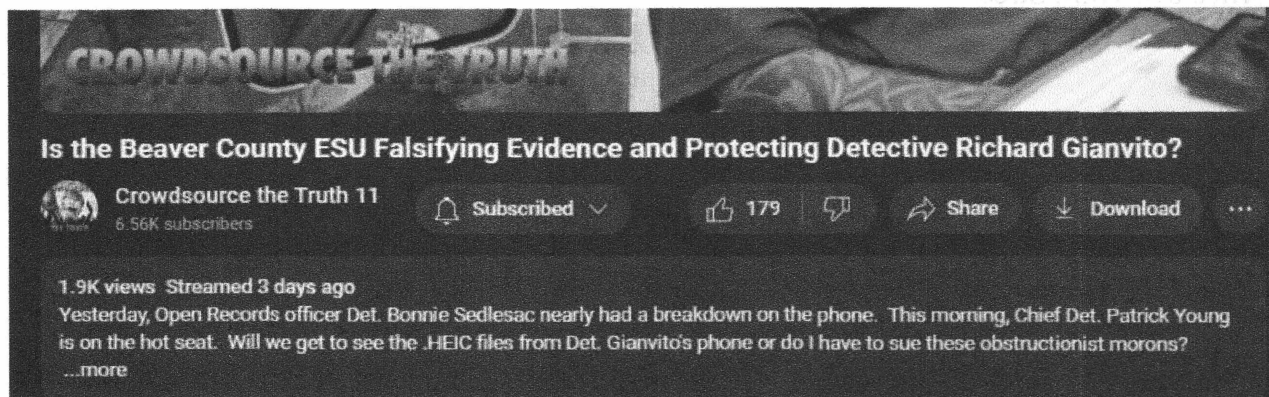 CROWDSOURCE THE TRUTH
Is the Beaver County ESU Falsifying Evidence and Protecting Detective Richard Gianvito?
Crowdsource the Truth 11
6.56K subscribers
Subscribed
179
Share
Download
...
1.9K views Streamed 3 days ago
Yesterday, Open Records officer Det. Bonnie Sedlesac nearly had a breakdown on the phone. This morning, Chief Det. Patrick Young
is on the hot seat. Will we get to see the .HEIC files from Det. Gianvito's phone or do I have to sue these obstructionist morons?
...more